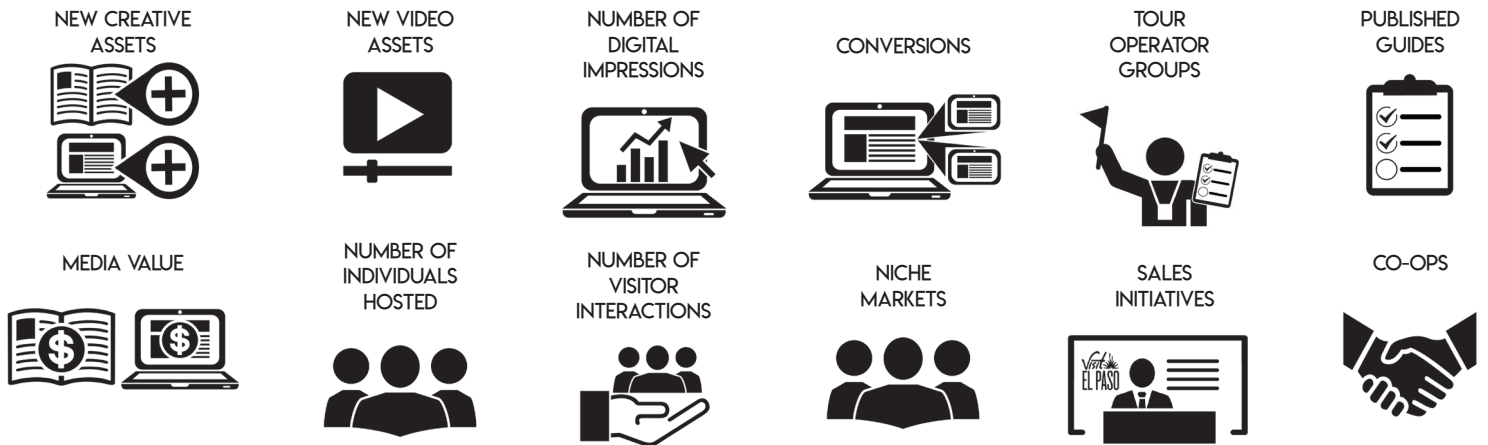 NEW CREATIVE
ASSETS
NEW VIDEO
ASSETS
NUMBER OF
DIGITAL
IMPRESSIONS
CONVERSIONS
TOUR
OPERATOR
GROUPS
PUBLISHED
GUIDES
MEDIA VALUE
$
$
NUMBER OF
INDIVIDUALS
HOSTED
NUMBER OF
VISITOR
INTERACTIONS
NICHE
MARKETS
SALES
INITIATIVES
Visit
EL PASO
CO-OPS